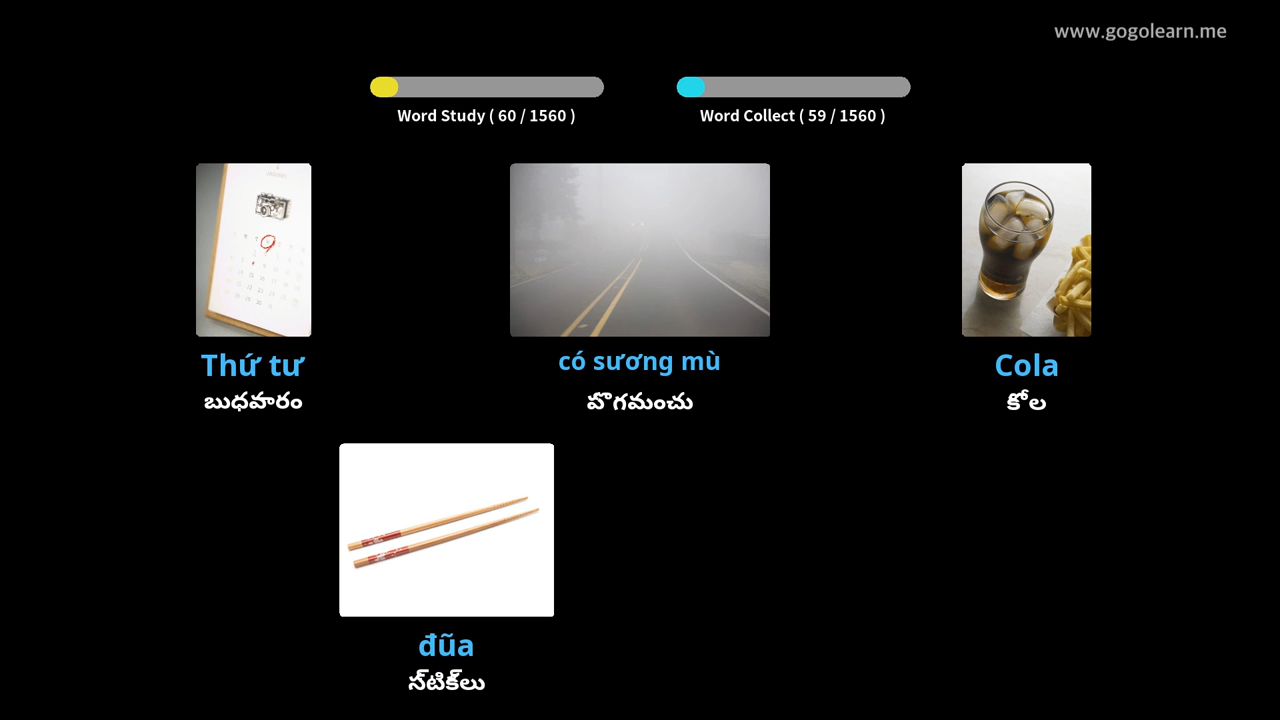 www.gogolearn.me
Word Study ( 60 / 1560 )
Word Collect ( 59 / 1560 )
Thứ tư
బుధవారం
có sương mù
పొగమంచు
Cola
కోల
đũa
స్‌టిక్‌లు